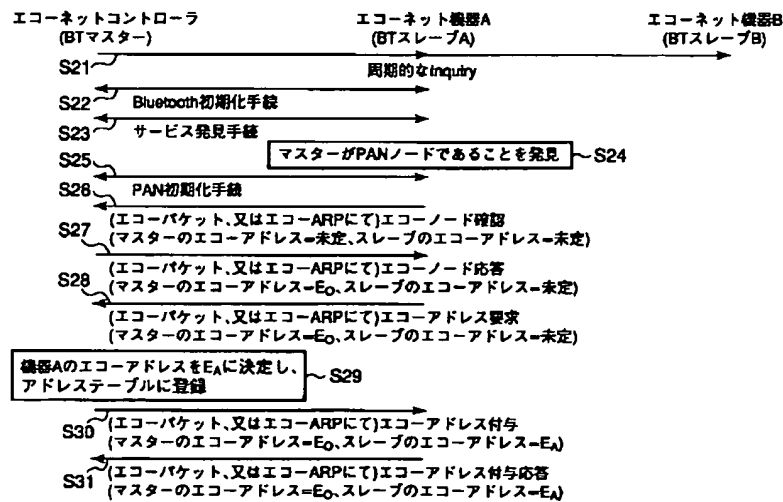 エコーネットコントローラ
(BTマスター)
エコーネット機器A
(BTスレーブA)
エコーネット機器B
(BTスレーブB)
S21
周期的なinquiry
S22
Bluetooth初期化手続
S23
サービス発見手続
マスターがPANノードであることを発見
S24
S25
S26
PAN初期化手続
(エコーパケット、又はエコーARPにて)エコーノード確認
S27
(マスターのエコーアドレス=未定、スレーブのエコーアドレス=未定)
(エコーパケット、又はエコーARPにて)エコーノード応答
S28
(マスターのエコーアドレス=EO、スレーブのエコーアドレス=未定)
(エコーパケット、又はエコーARPにて)エコーアドレス要求
(マスターのエコーアドレス=EO、スレーブのエコーアドレス=未定)
機器AのエコーアドレスをEAに決定し、
アドレステーブルに登録
S29
(エコーパケット、又はエコーARPにて)エコーアドレス付与
S30
(マスターのエコーアドレス=EO、スレーブのエコーアドレス=EA)
(エコーパケット、又はエコーARPにて)エコーアドレス付与応答
S31
(マスターのエコーアドレス=EO、スレーブのエコーアドレス=EA)